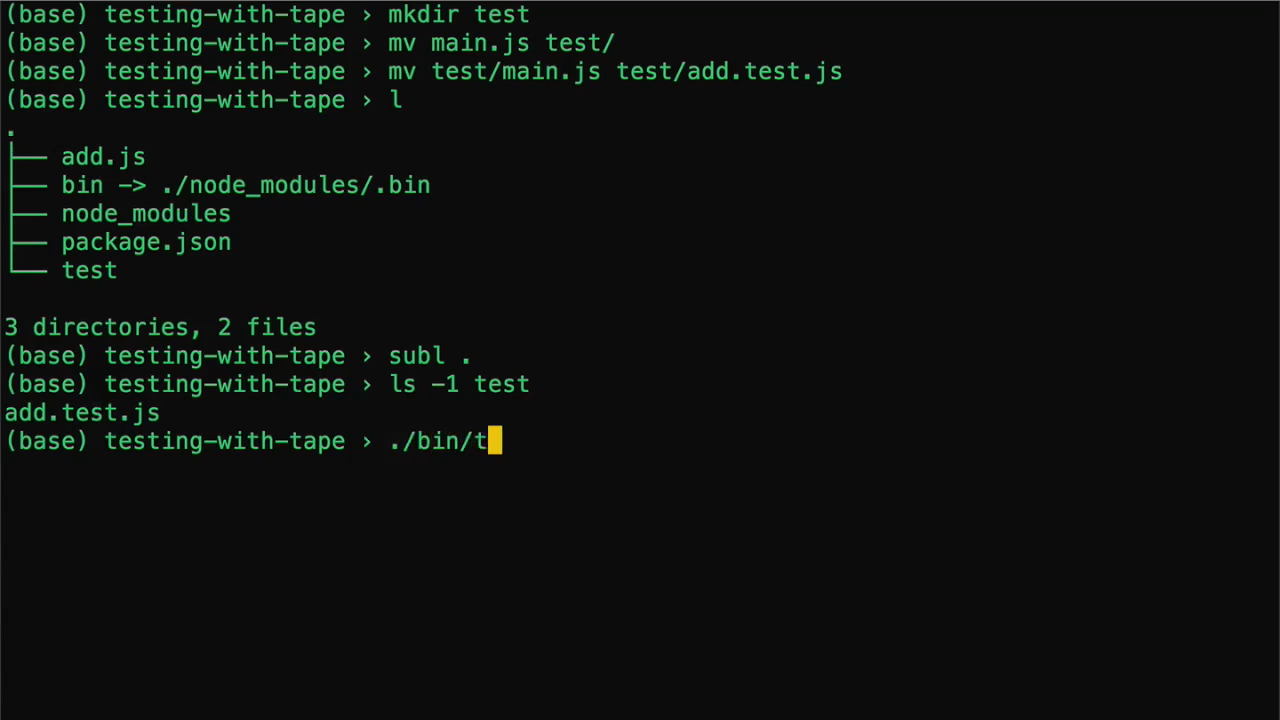 (base) testing-with-tape › mkdir test
(base) testing-with-tape › mv main.js test/
(base) testing-with-tape › mv test/main.js test/add.test.js
(base) testing-with-tape › l
.
├── add.js
├── bin -> ./node_modules/.bin
├── node_modules
├── package.json
└── test
3 directories, 2 files
(base) testing-with-tape › subl .
(base) testing-with-tape › ls -1 test
add.test.js
(base) testing-with-tape › ./bin/t